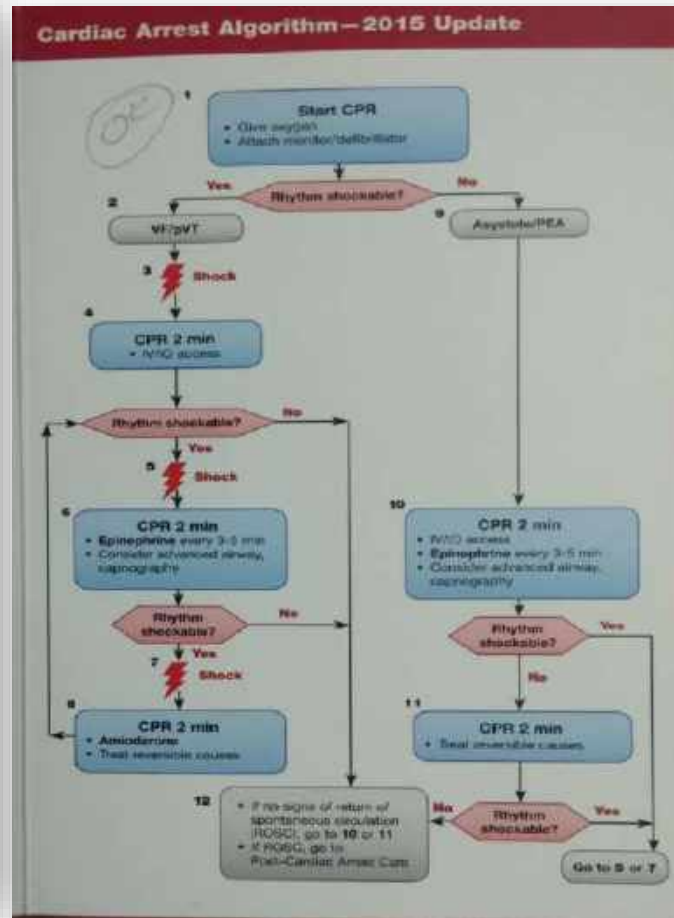 Cardiac Arrest Algorithm—2015 Update
1
Start CPR
• Give oxygen
• Attach monitor/defibrillator
Rhythm shockable?
Yes
No
2
VF/pVT
9
Asystole/PEA
3
Shock
4
CPR 2 min
• IV/IO access
Rhythm shockable?
No
Yes
5
Shock
6
CPR 2 min
• Epinephrine every 3-5 min
• Consider advanced airway,
capnography
10
CPR 2 min
• IV/IO access
• Epinephrine every 3-5 min
• Consider advanced airway,
capnography
Rhythm
shockable?
No
Yes
7
Shock
Rhythm
shockable?
Yes
No
8
CPR 2 min
• Amiodarone
• Treat reversible causes
11
CPR 2 min
• Treat reversible causes
12
• If no signs of return of
spontaneous circulation
(ROSC), go to 10 or 11
• If ROSC, go to
Post–Cardiac Arrest Care
No
Rhythm
shockable?
Yes
Go to 5 or 7